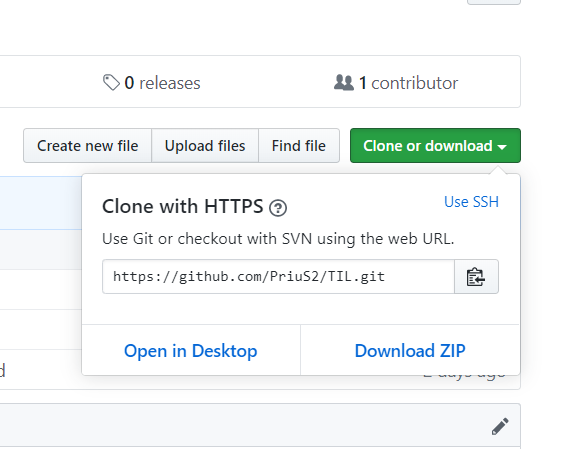 0 releases
1 contributor
Create new file
Upload files
Find file
Clone or download
Clone with HTTPS
Use SSH
Use Git or checkout with SVN using the web URL.
https://github.com/PriuS2/TIL.git
Open in Desktop
Download ZIP
d
2 days ago